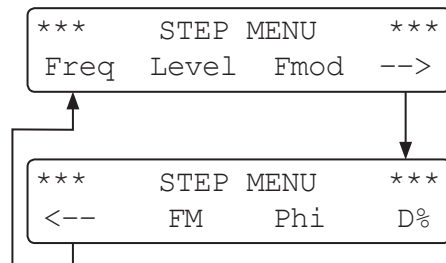 *** STEP MENU ***
Freq Level Fmod -->
*** STEP MENU ***
<-- FM Phi D%